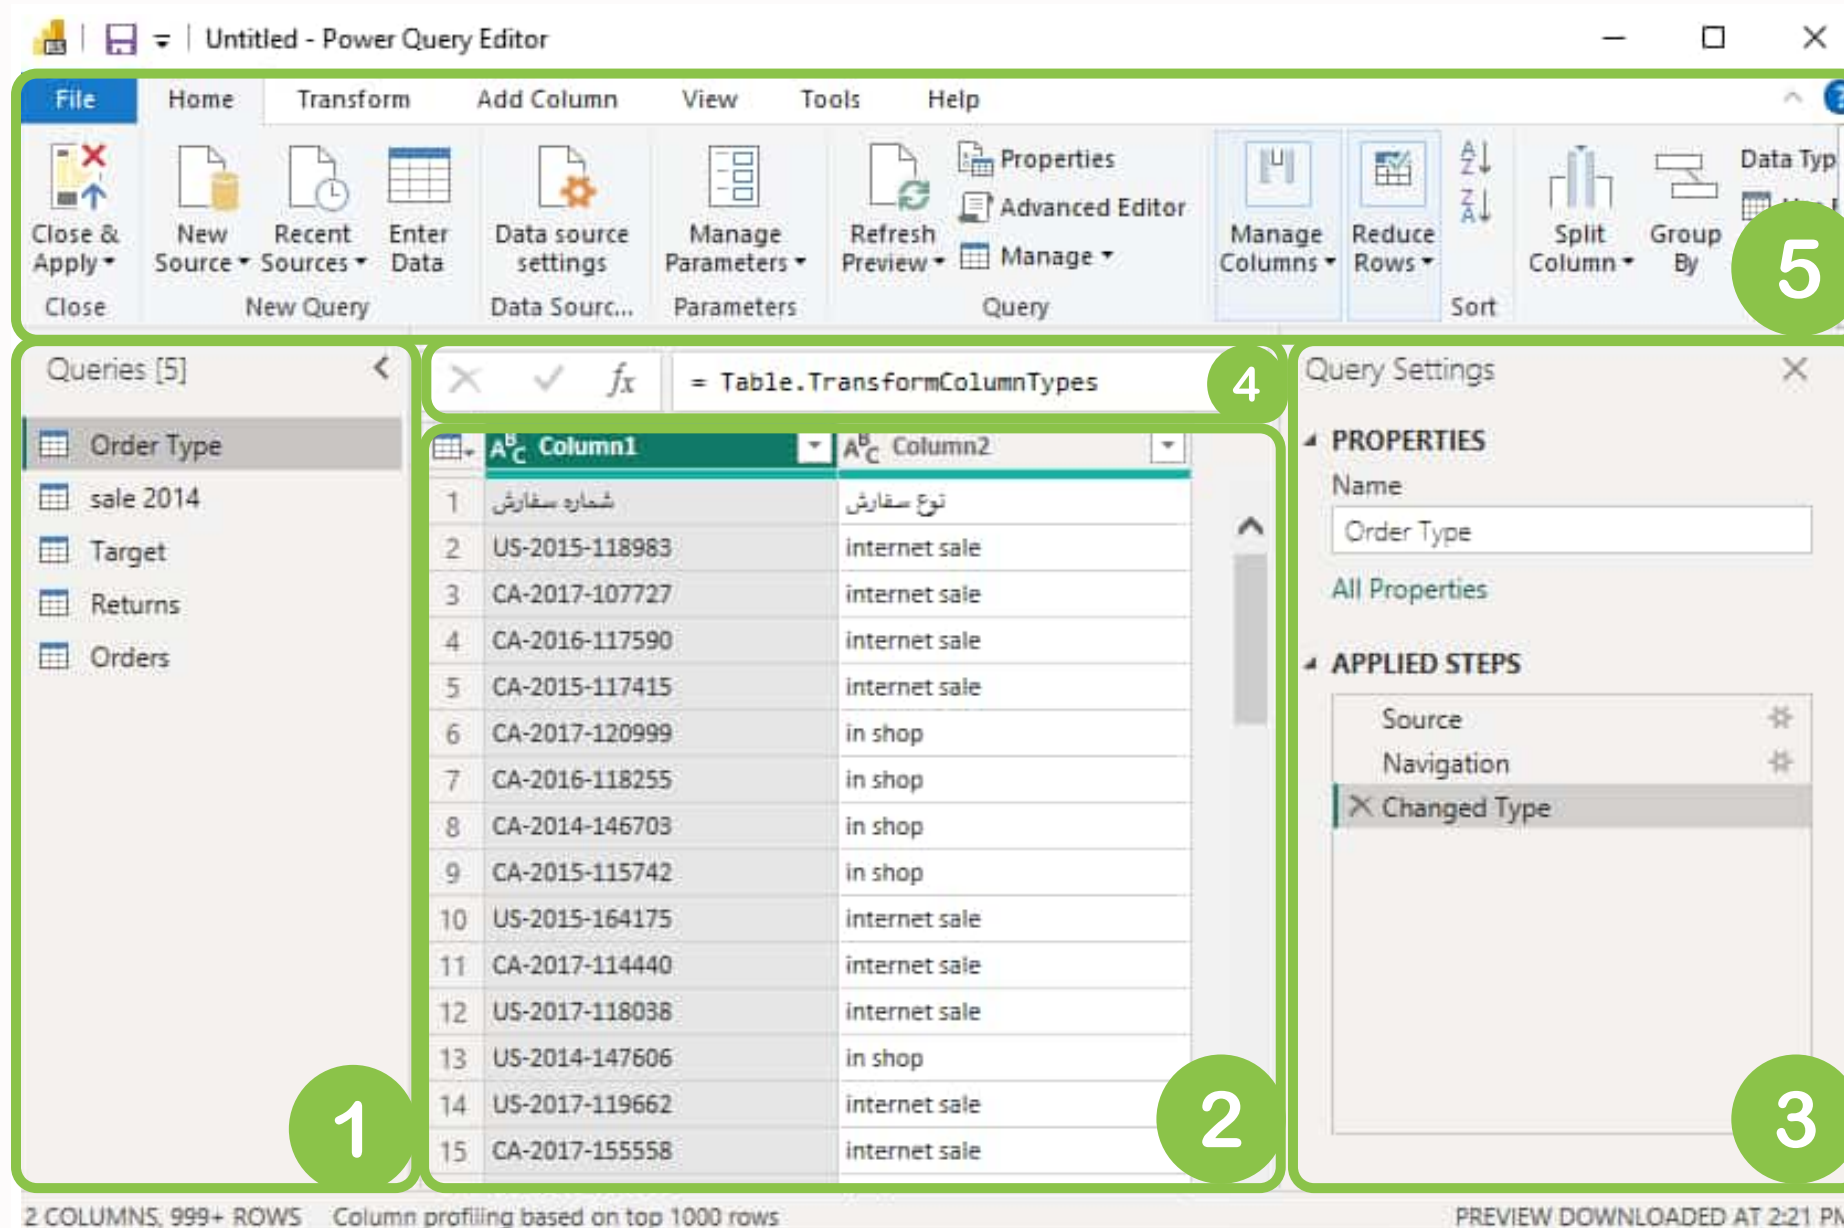 Untitled - Power Query Editor
File Home Transform Add Column View Tools Help
Close & Apply
New Source
Recent Sources
Enter Data
Data source settings
Manage Parameters
Refresh Preview
Properties
Advanced Editor
Manage
Manage Columns
Reduce Rows
Split Column
Group By
Data Typ
Close
New Query
Data Sourc...
Parameters
Query
Sort
5
Queries [5]
Order Type
sale 2014
Target
Returns
Orders
1
fx = Table.TransformColumnTypes
4
Column1 Column2
1 شماره سفارش نوع سفارش
2 US-2015-118983 internet sale
3 CA-2017-107727 internet sale
4 CA-2016-117590 internet sale
5 CA-2015-117415 internet sale
6 CA-2017-120999 in shop
7 CA-2016-118255 in shop
8 CA-2014-146703 in shop
9 CA-2015-115742 in shop
10 US-2015-164175 internet sale
11 CA-2017-114440 internet sale
12 US-2017-118038 internet sale
13 US-2014-147606 in shop
14 US-2017-119662 internet sale
15 CA-2017-155558 internet sale
2
Query Settings
PROPERTIES
Name
Order Type
All Properties
APPLIED STEPS
Source
Navigation
Changed Type
3
2 COLUMNS, 999+ ROWS Column profiling based on top 1000 rows
PREVIEW DOWNLOADED AT 2:21 PM